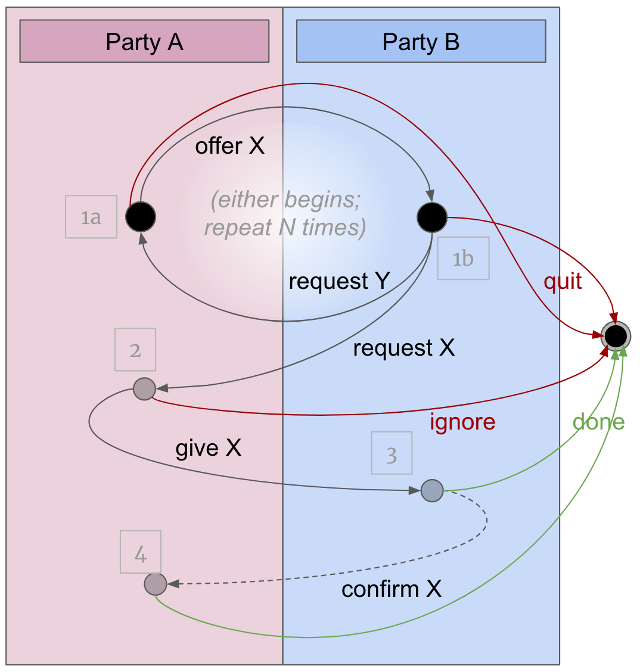 Party A
Party B
offer X
(either begins;
repeat N times)
1a
1b
request Y
quit
request X
2
ignore
done
give X
3
4
confirm X